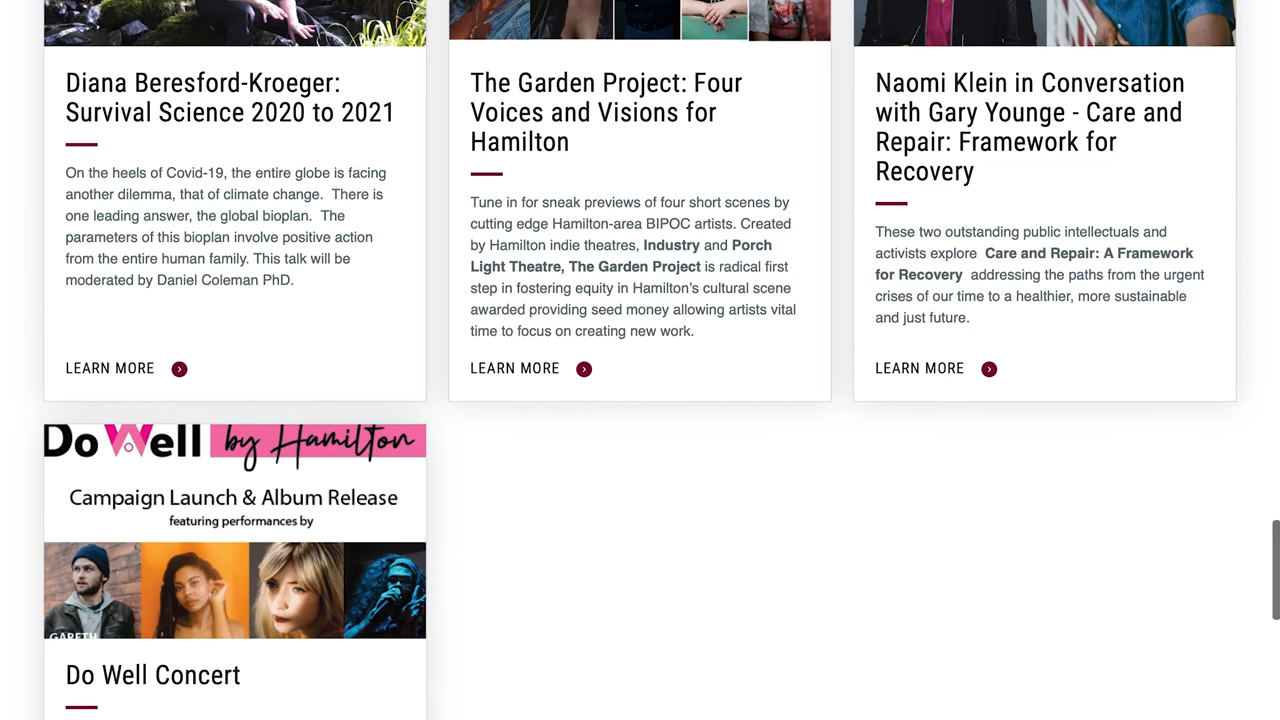 Diana Beresford-Kroeger:
Survival Science 2020 to 2021
On the heels of Covid-19, the entire globe is facing
another dilemma, that of climate change.  There is
one leading answer, the global bioplan.  The
parameters of this bioplan involve positive action
from the entire human family. This talk will be
moderated by Daniel Coleman PhD.
LEARN MORE
The Garden Project: Four
Voices and Visions for
Hamilton
Tune in for sneak previews of four short scenes by
cutting edge Hamilton-area BIPOC artists. Created
by Hamilton indie theatres, Industry and Porch
Light Theatre, The Garden Project is radical first
step in fostering equity in Hamilton's cultural scene
awarded providing seed money allowing artists vital
time to focus on creating new work.
LEARN MORE
Naomi Klein in Conversation
with Gary Younge - Care and
Repair: Framework for
Recovery
These two outstanding public intellectuals and
activists explore  Care and Repair: A Framework
for Recovery  addressing the paths from the urgent
crises of our time to a healthier, more sustainable
and just future.
LEARN MORE
Do Well by Hamilton
Campaign Launch & Album Release
featuring performances by
GARETH
Do Well Concert